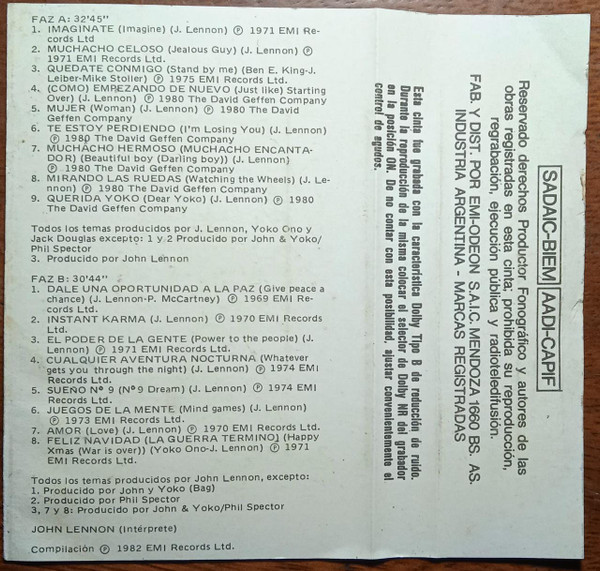 FAZ A: 32'45"
1. IMAGINATE (Imagine) (J. Lennon) Ⓟ 1971 EMI Re-
cords Ltd
2. MUCHACHO CELOSO (Jealous Guy) (J. Lennon) Ⓟ
1971 EMI Records Ltd.
3. QUEDATE CONMIGO (Stand by me) (Ben E. King-J.
Leiber-Mike Stoller) Ⓟ 1975 EMI Records Ltd.
4. (COMO) EMPEZANDO DE NUEVO (Just like) Starting
Over) (J. Lennon) Ⓟ 1980 The David Geffen Company
5. MUJER (Woman) (J. Lennon) Ⓟ 1980 The David
Geffen Company
6. TE ESTOY PERDIENDO (I'm Losing You) (J. Lennon)
Ⓟ 1980 The David Geffen Company
7. MUCHACHO HERMOSO (MUCHACHO ENCANTA-
DOR) (Beautiful boy (Darling boy)) (J. Lennon)
Ⓟ 1980 The David Geffen Company
8. MIRANDO LAS RUEDAS (Watching the Wheels) (J. Le-
nnon) Ⓟ 1980 The David Geffen Company
9. QUERIDA YOKO (Dear Yoko) (J. Lennon) Ⓟ 1980
The David Geffen Company
Todos los temas producidos por J. Lennon, Yoko Ono y
Jack Douglas excepto: 1 y 2 Producido por John & Yoko/
Phil Spector
3. Producido por John Lennon
FAZ B: 30'44"
1. DALE UNA OPORTUNIDAD A LA PAZ (Give peace a
chance) (J. Lennon-P. McCartney) Ⓟ 1969 EMI Re-
cords Ltd.
2. INSTANT KARMA (J. Lennon) Ⓟ 1970 EMI Records
Ltd.
3. EL PODER DE LA GENTE (Power to the people) (J.
Lennon) Ⓟ 1971 EMI Records Ltd.
4. CUALQUIER AVENTURA NOCTURNA (Whatever
gets you through the night) (J. Lennon) Ⓟ 1974 EMI
Records Ltd.
5. SUEÑO Nº 9 (Nº 9 Dream) (J. Lennon) Ⓟ 1974 EMI
Records Ltd.
6. JUEGOS DE LA MENTE (Mind games) (J. Lennon)
Ⓟ 1973 EMI Records Ltd.
7. AMOR (Love) (J. Lennon) Ⓟ 1970 EMI Records Ltd.
8. FELIZ NAVIDAD (LA GUERRA TERMINO) (Happy
Xmas (War is over)) (Yoko Ono-J. Lennon) Ⓟ 1971
EMI Records Ltd.
Todos los temas producidos por John Lennon, excepto:
1. Producido por John y Yoko (Bag)
2. Producido por Phil Spector
3, 7 y 8: Producido por John & Yoko/Phil Spector
JOHN LENNON (Intérprete)
Compilación Ⓟ 1982 EMI Records Ltd.
Esta cinta fue grabada con la característica Dolby Tipo B de reducción de ruido.
Durante la reproducción de la misma colocar el selector de Dolby NR del grabador
en la posición ON. De no contar con esta posibilidad, ajustar convenientemente el
control de agudos.
SADAIC-BIEM AADI-CAPIF
Reservado derechos Productor Fonográfico y autores de las
obras registradas en esta cinta; prohibida su reproducción,
regrabación, ejecución pública y radioteledifusión.
FAB. Y DIST. POR EMI-ODEON S.A.I.C. MENDOZA 1660 BS. AS.
INDUSTRIA ARGENTINA - MARCAS REGISTRADAS